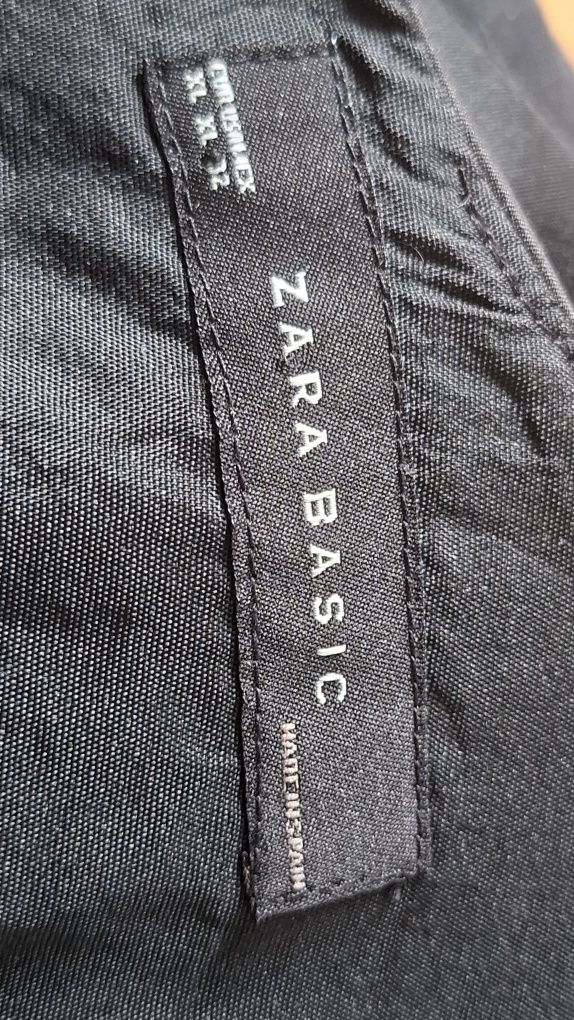 EUR USA MEX
XL XL 32
ZARA BASIC
MADE IN SPAIN